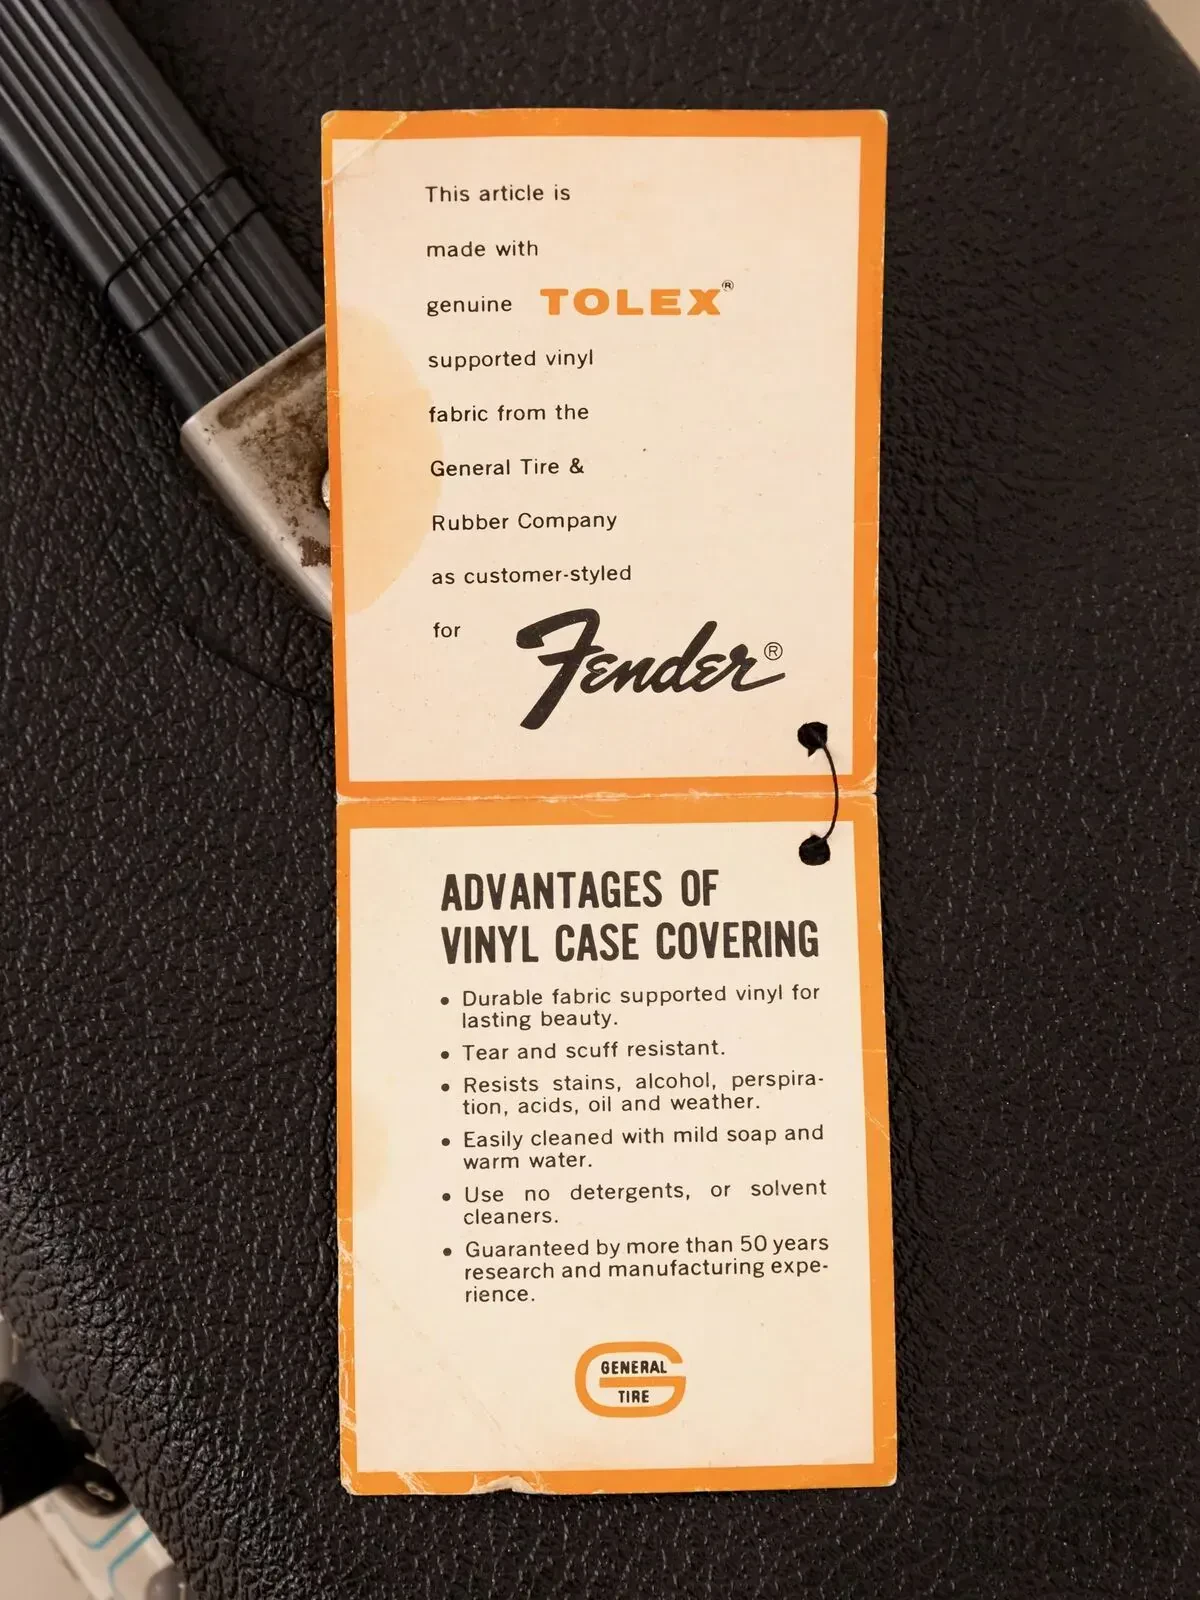 This article is
made with
genuine TOLEX®
supported vinyl
fabric from the
General Tire &
Rubber Company
as customer-styled
for Fender®
ADVANTAGES OF
VINYL CASE COVERING
• Durable fabric supported vinyl for
lasting beauty.
• Tear and scuff resistant.
• Resists stains, alcohol, perspira-
tion, acids, oil and weather.
• Easily cleaned with mild soap and
warm water.
• Use no detergents, or solvent
cleaners.
• Guaranteed by more than 50 years
research and manufacturing expe-
rience.
GENERAL
TIRE